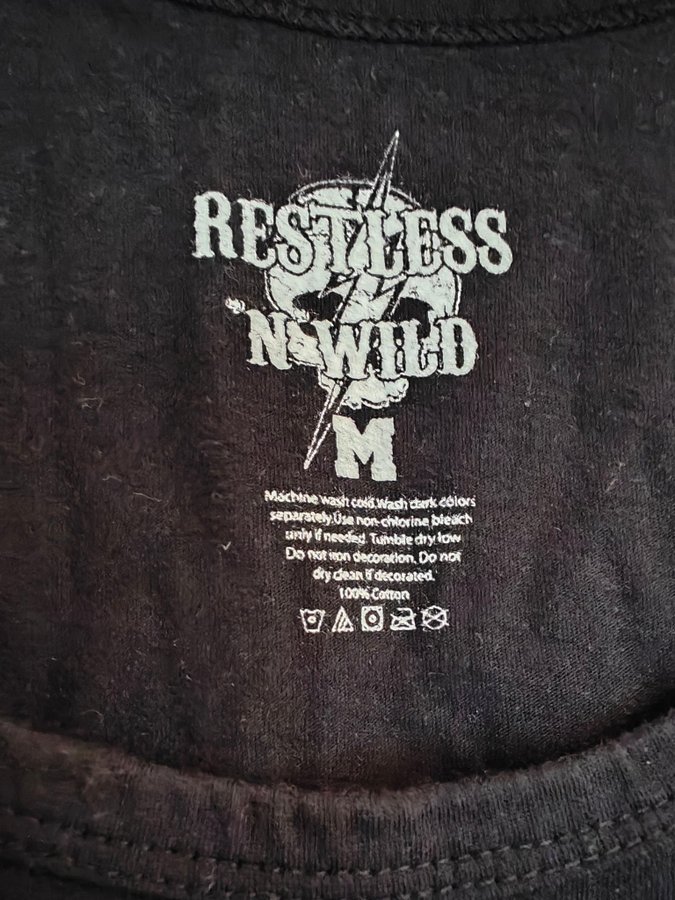 RESTLESS
'N WILD
M
Machine wash cold.Wash dark colors
separately.Use non-chlorine bleach
only if needed. Tumble dry low
Do not iron decoration. Do not
dry clean if decorated.
100% Cotton